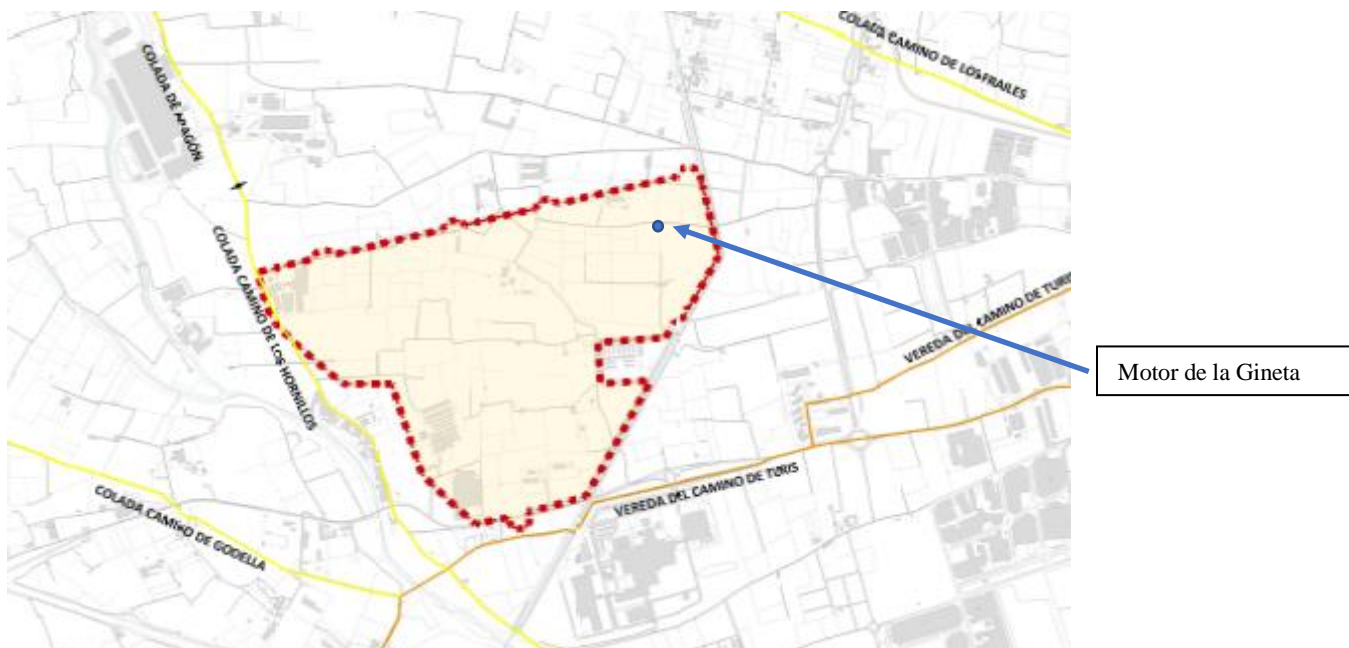 COLADA CAMINO DE LOS FRAILES
COLADA DE ARAGÓN
COLADA CAMINO DE LOS HORNILLOS
VEREDA DEL CAMINO DE TURIS
Motor de la Gineta
VEREDA DEL CAMINO DE TURIS
COLADA CAMINO DE GODELLA